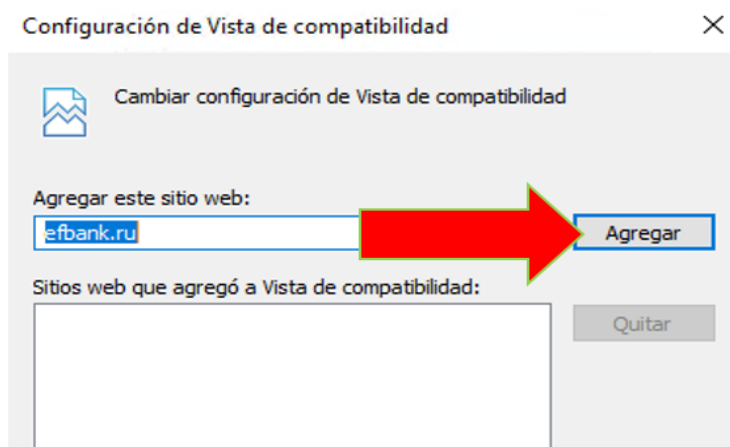 Configuración de Vista de compatibilidad
Cambiar configuración de Vista de compatibilidad
Agregar este sitio web:
efbank.ru
Agregar
Sitios web que agregó a Vista de compatibilidad:
Quitar